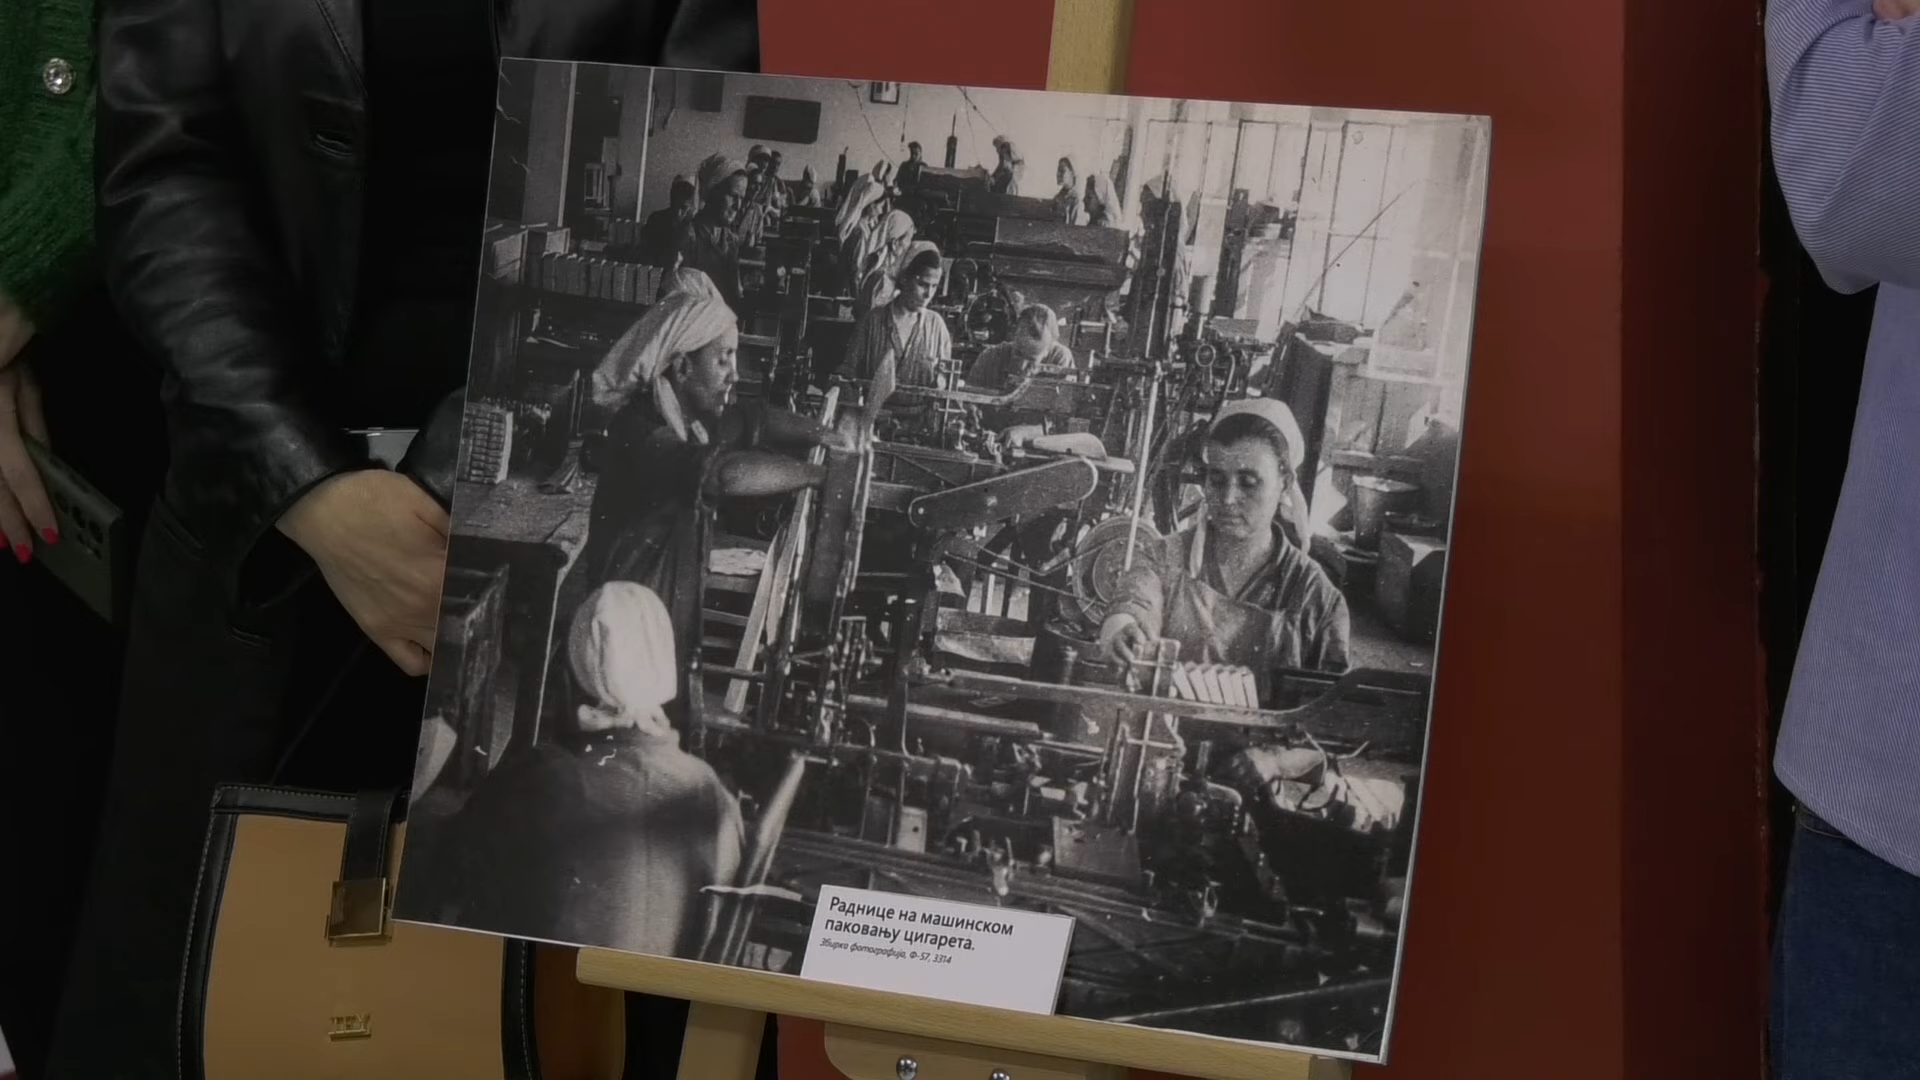 Раднице на машинском
паковању цигарета.
Збирка фотографија, Ф-57, 3314